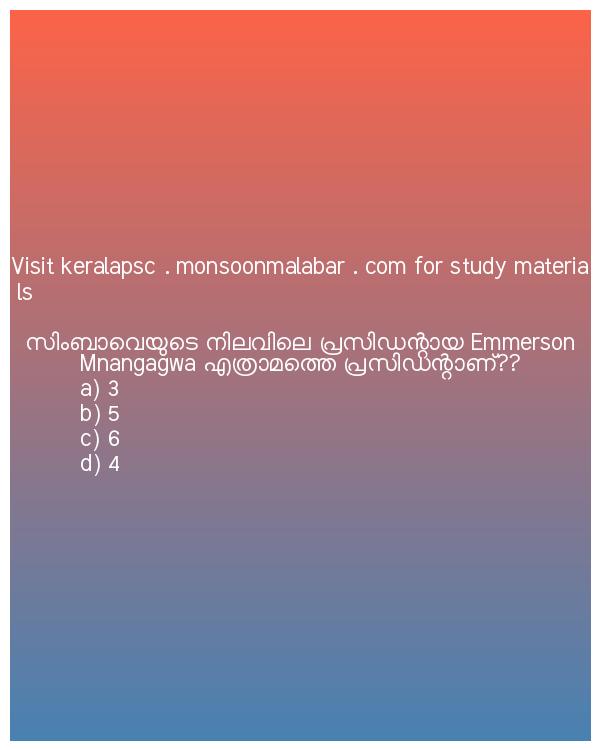 Visit keralapsc . monsoonmalabar . com for study materia
ls
സിംബാവെയുടെ നിലവിലെ പ്രസിഡന്റായ Emmerson
Mnangagwa എത്രാമത്തെ പ്രസിഡന്റാണ്??
a) 3
b) 5
c) 6
d) 4